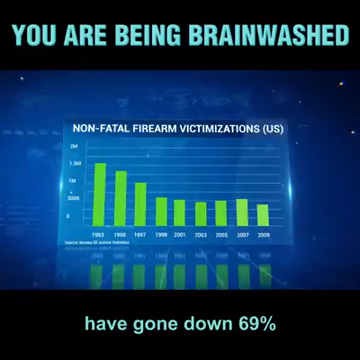 YOU ARE BEING BRAINWASHED
NON-FATAL FIREARM VICTIMIZATIONS (US)
2M
1.5M
1M
500K
0
1993 1995 1997 1999 2001 2003 2005 2007 2009
Source: Bureau Of Justice Statistics
have gone down 69%